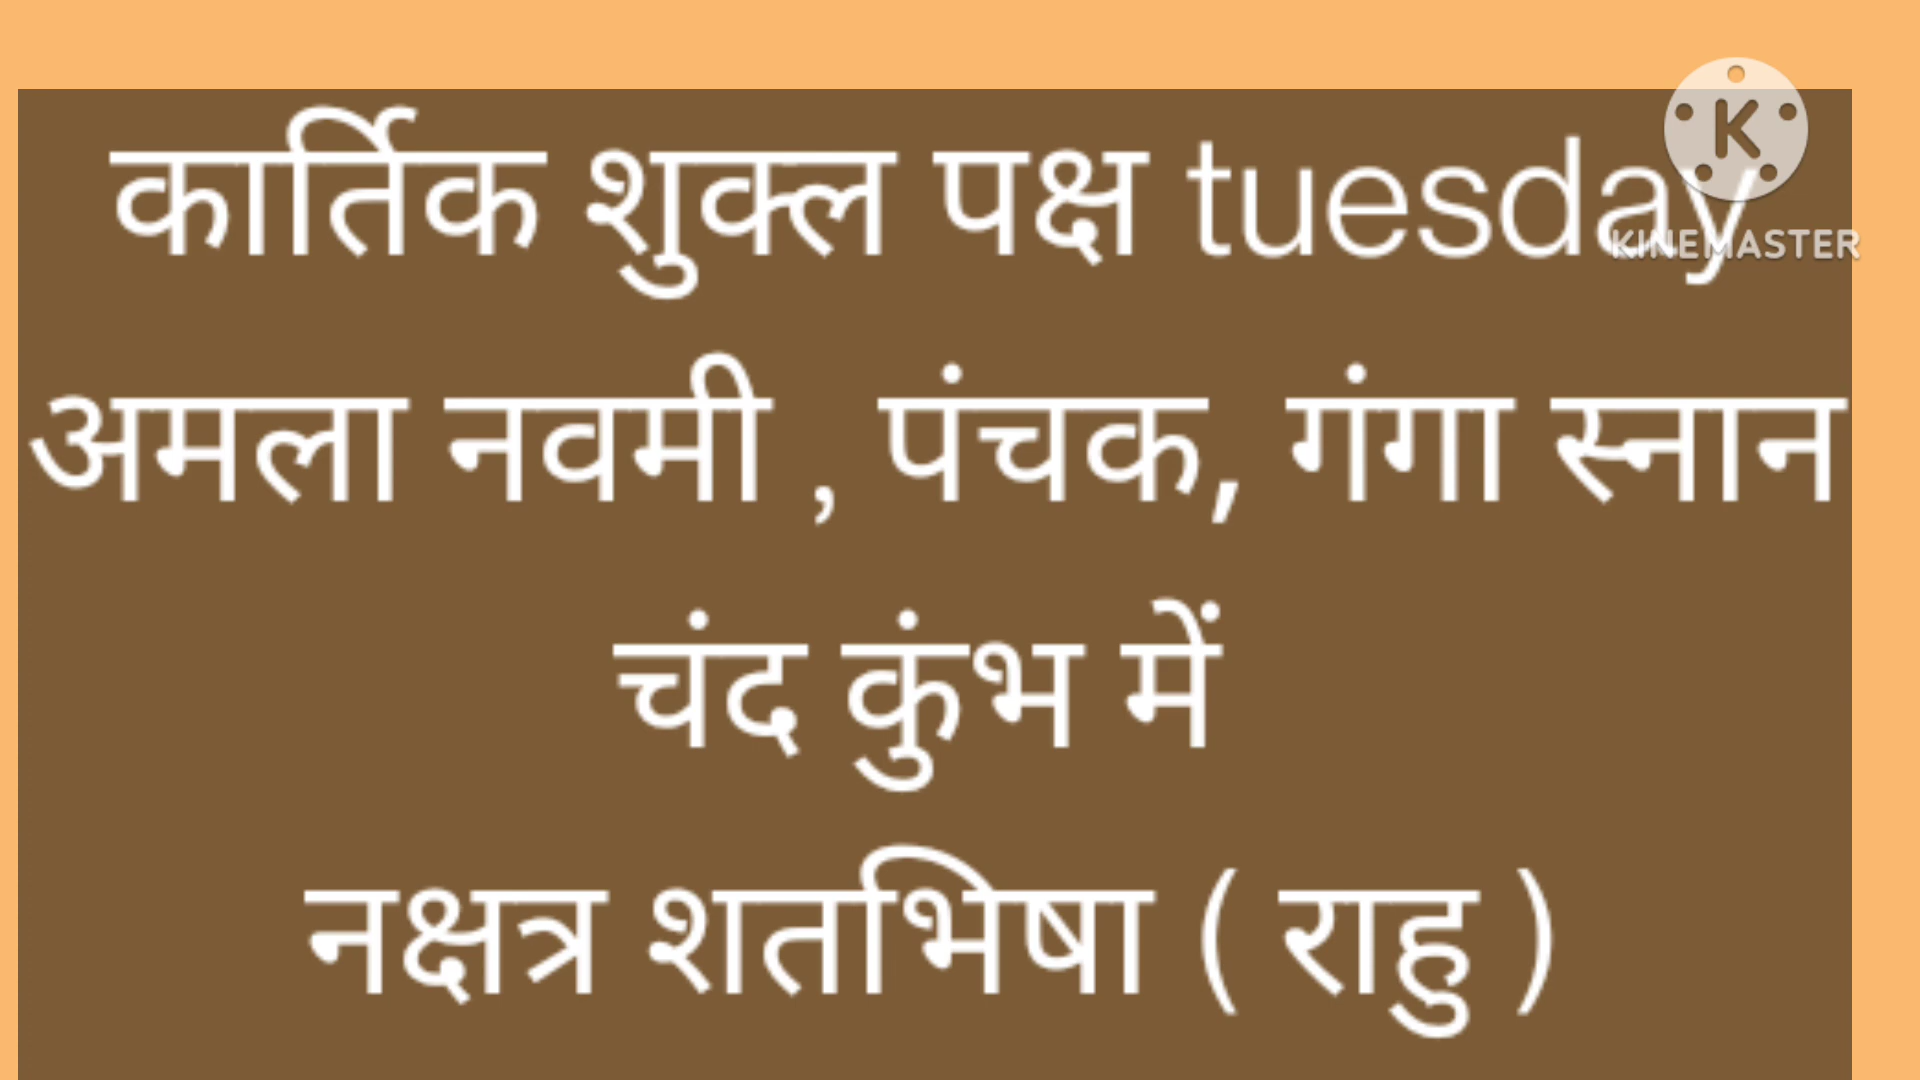 कार्तिक शुक्ल पक्ष tuesday
K
KINEMASTER
अमला नवमी , पंचक, गंगा स्नान
चंद कुंभ में
नक्षत्र शतभिषा ( राहु )